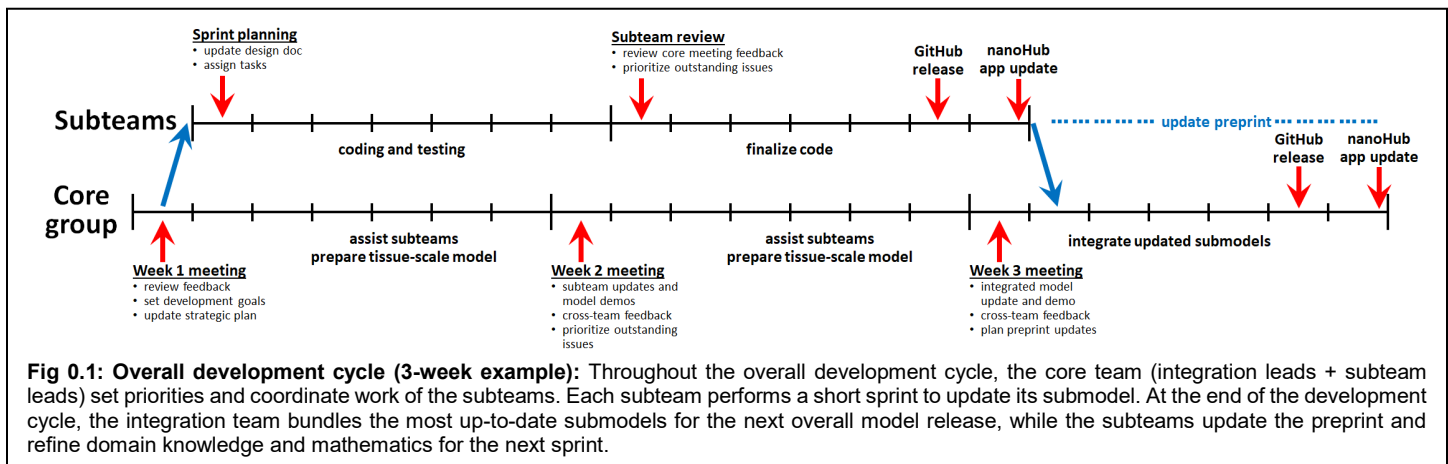 Sprint planning
• update design doc
• assign tasks
Subteam review
• review core meeting feedback
• prioritize outstanding issues
GitHub
release
nanoHub
app update
Subteams
coding and testing
finalize code
update preprint
GitHub
release
nanoHub
app update
Core
group
assist subteams
prepare tissue-scale model
assist subteams
prepare tissue-scale model
integrate updated submodels
Week 1 meeting
• review feedback
• set development goals
• update strategic plan
Week 2 meeting
• subteam updates and
model demos
• cross-team feedback
• prioritize outstanding
issues
Week 3 meeting
• integrated model
update and demo
• cross-team feedback
• plan preprint updates
Fig 0.1: Overall development cycle (3-week example): Throughout the overall development cycle, the core team (integration leads + subteam
leads) set priorities and coordinate work of the subteams. Each subteam performs a short sprint to update its submodel. At the end of the development
cycle, the integration team bundles the most up-to-date submodels for the next overall model release, while the subteams update the preprint and
refine domain knowledge and mathematics for the next sprint.